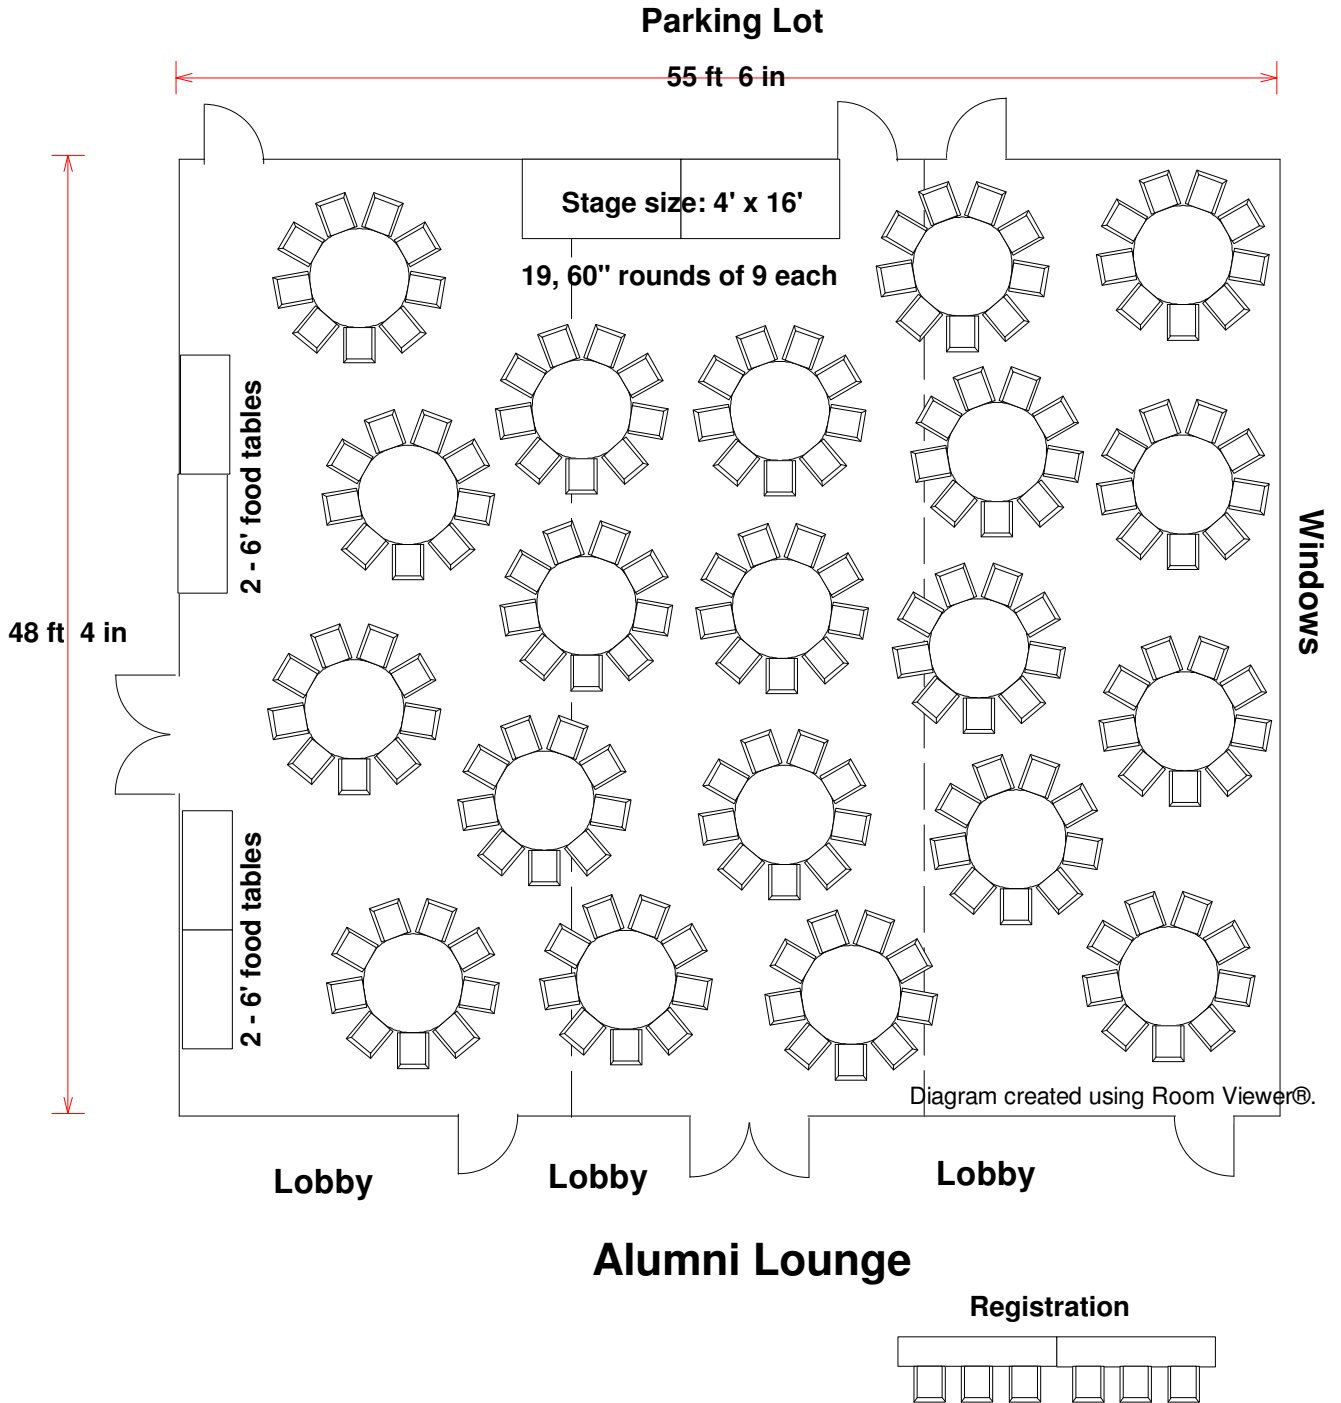 Parking Lot
55 ft  6 in
Stage size: 4' x 16'
19, 60" rounds of 9 each
2 - 6' food tables
Windows
48 ft  4 in
2 - 6' food tables
Diagram created using Room Viewer®.
Lobby
Lobby
Lobby
Alumni Lounge
Registration